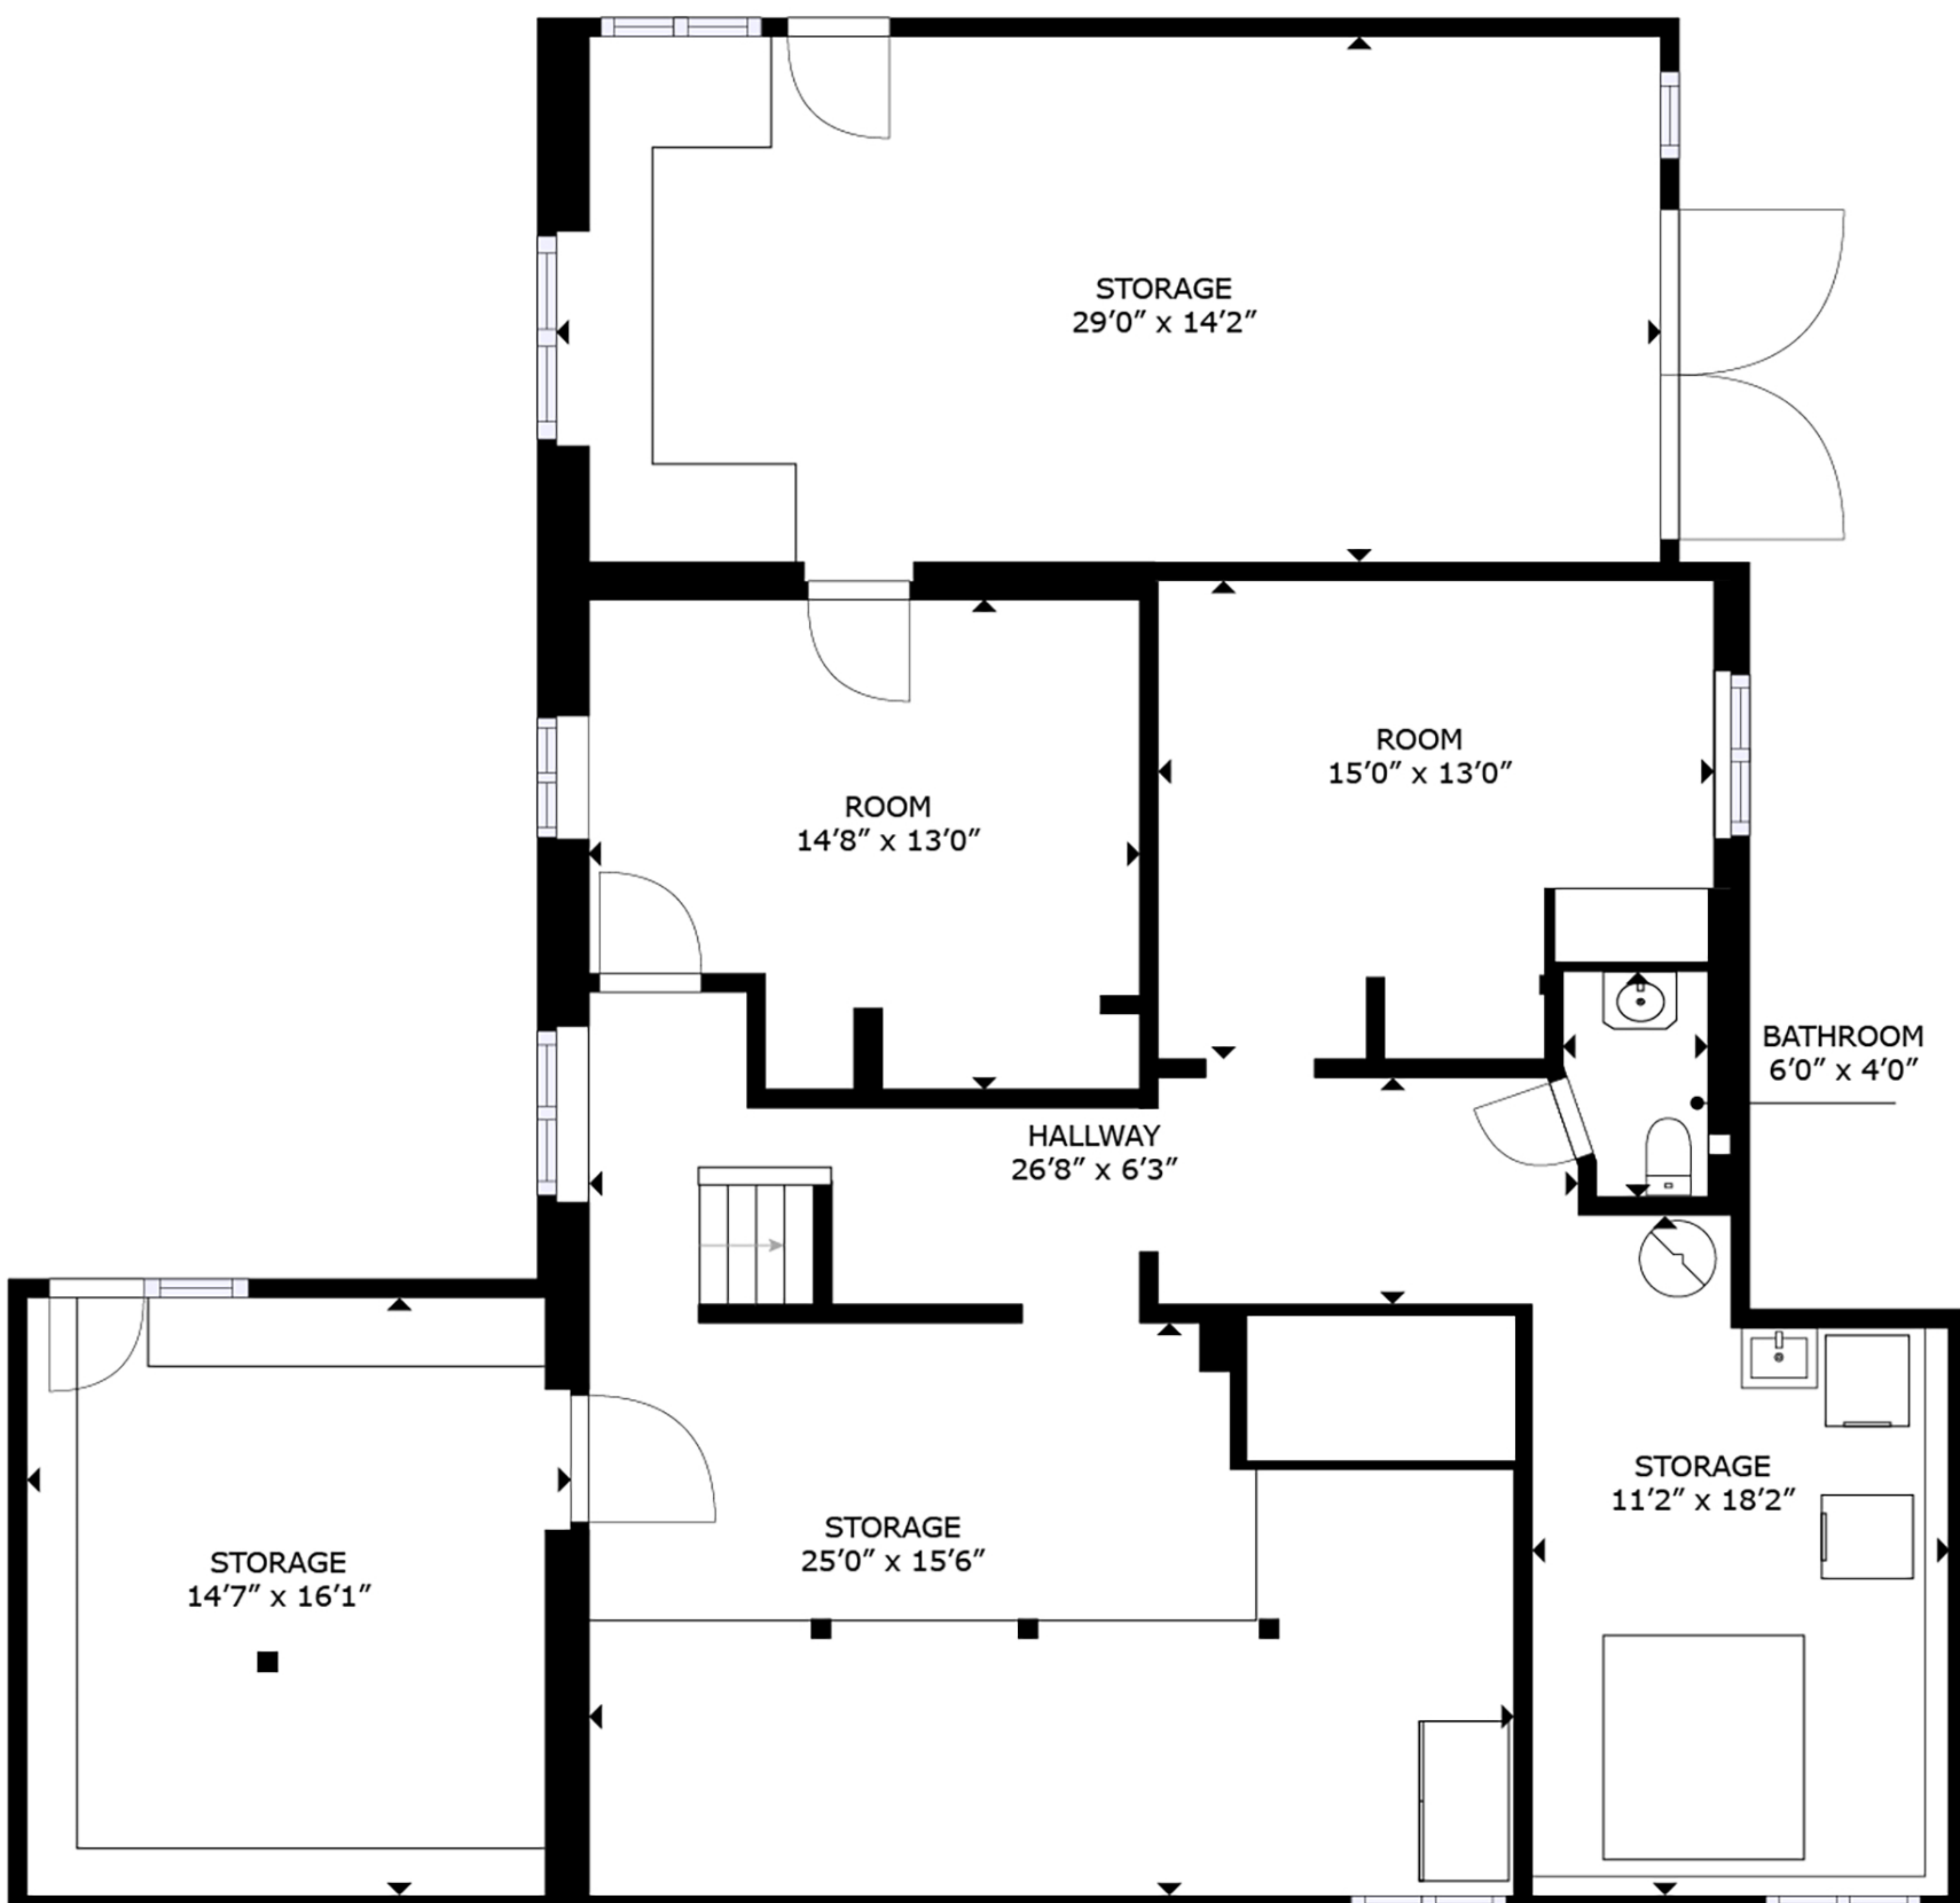 STORAGE
29′0″ x 14′2″
ROOM
15′0″ x 13′0″
ROOM
14′8″ x 13′0″
BATHROOM
6′0″ x 4′0″
HALLWAY
26′8″ x 6′3″
STORAGE
11′2″ x 18′2″
STORAGE
25′0″ x 15′6″
STORAGE
14′7″ x 16′1″